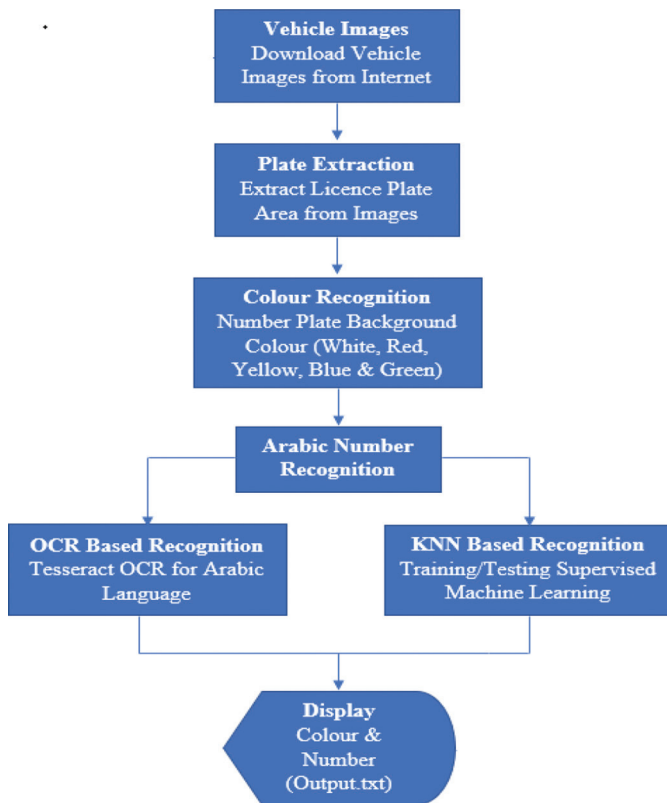 Vehicle Images
Download Vehicle
Images from Internet
Plate Extraction
Extract Licence Plate
Area from Images
Colour Recognition
Number Plate Background
Colour (White, Red,
Yellow, Blue & Green)
Arabic Number
Recognition
OCR Based Recognition
Tesseract OCR for Arabic
Language
KNN Based Recognition
Training/Testing Supervised
Machine Learning
Display
Colour &
Number
(Output.txt)